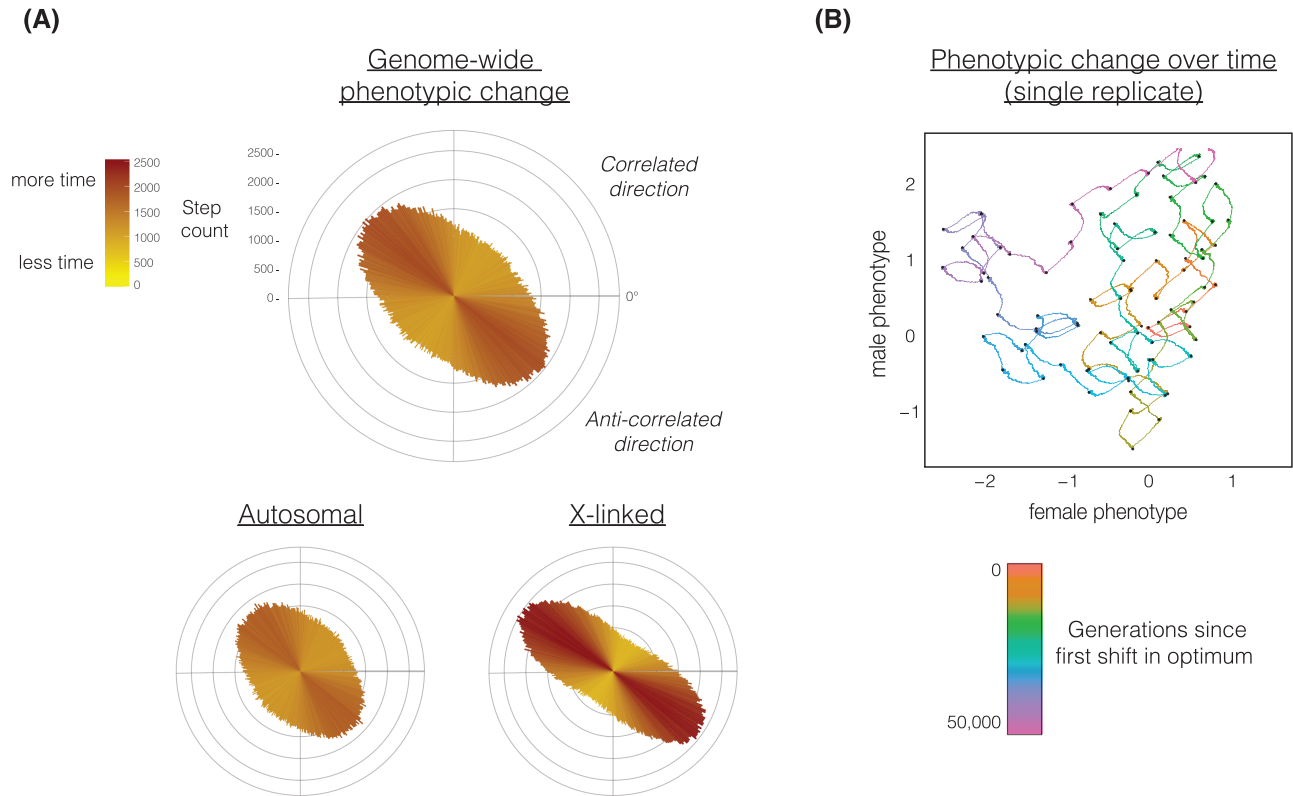 (A)
Genome-wide
phenotypic change
more time
less time
2500
2000
1500
1000
500
0
Step
count
2500 -
2000 -
1500 -
1000 -
500 -
0 -
Correlated
direction
0°
Anti-correlated
direction
Autosomal
X-linked
(B)
Phenotypic change over time
(single replicate)
male phenotype
2
1
0
−1
−2
−1
0
1
female phenotype
0
50,000
Generations since
first shift in optimum